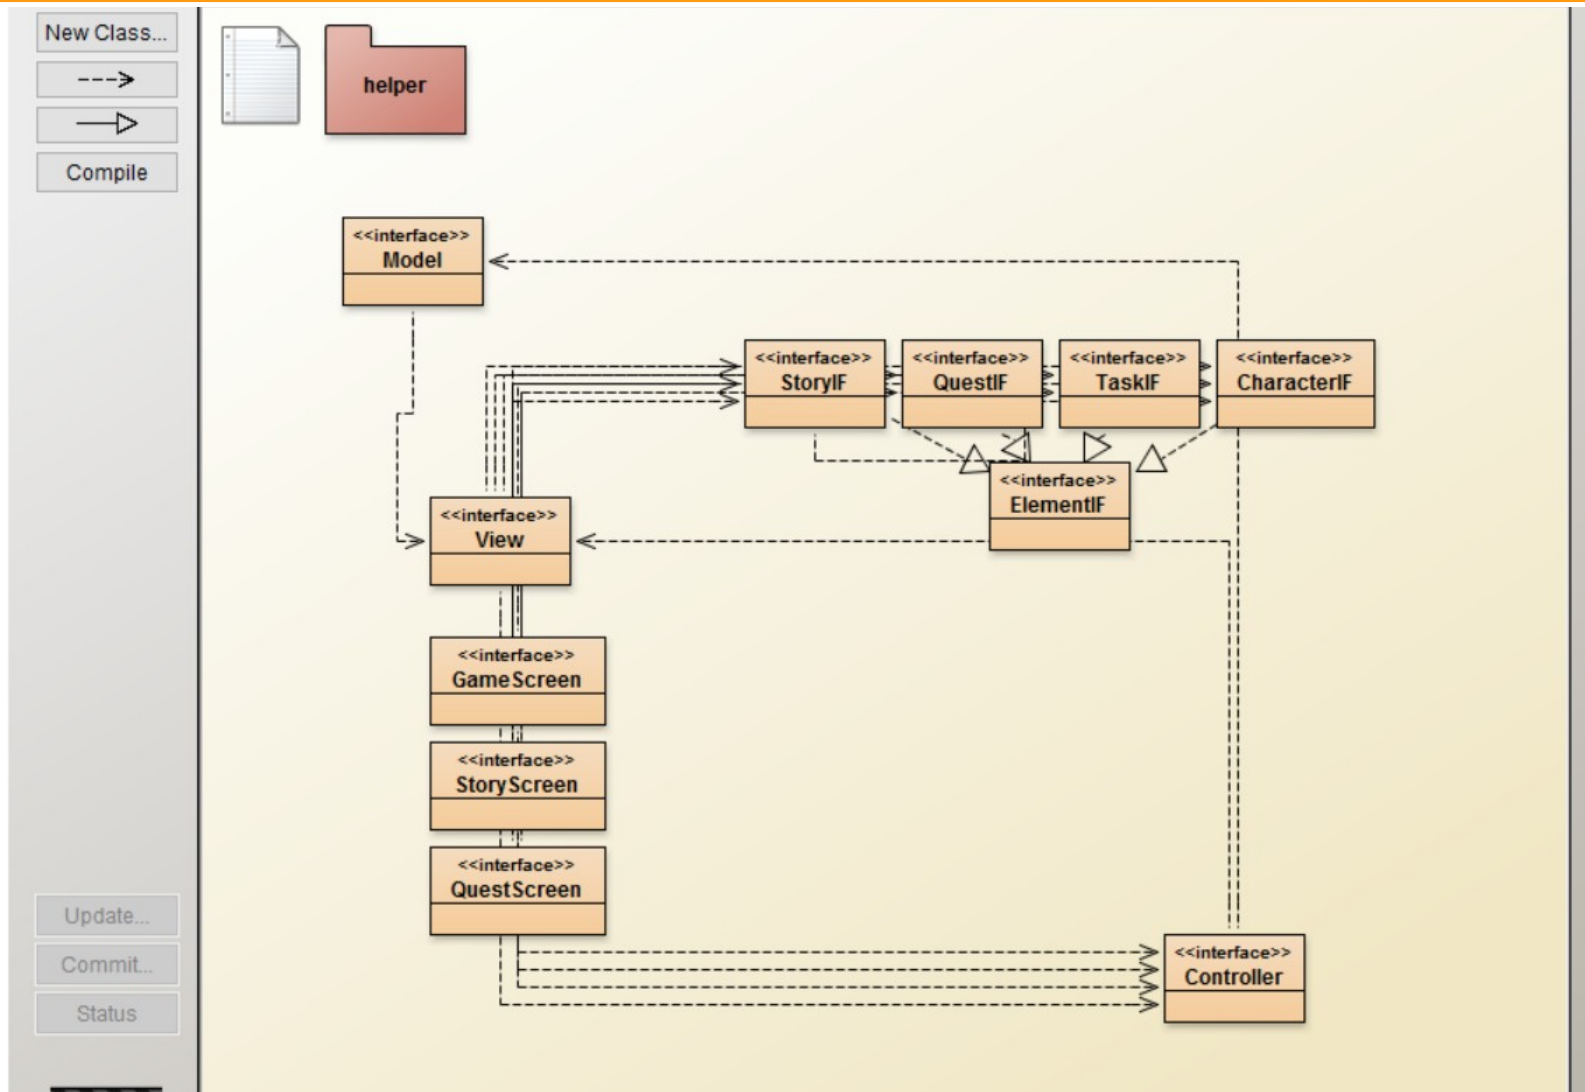 New Class...
Compile
helper
<<interface>>
Model
<<interface>>
StoryIF
<<interface>>
QuestIF
<<interface>>
TaskIF
<<interface>>
CharacterIF
<<interface>>
ElementIF
<<interface>>
View
<<interface>>
GameScreen
<<interface>>
StoryScreen
<<interface>>
QuestScreen
<<interface>>
Controller
Update...
Commit...
Status